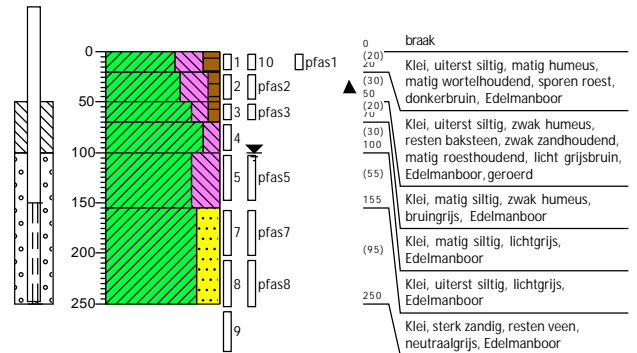 0
1
10
pfas1
2
pfas2
50
3
pfas3
4
100
1
5
pfas5
150
7
pfas7
200
8
pfas8
250
9
0
(20)
20
(30)
50
(20)
70
(30)
100
(55)
155
(95)
250
braak
Klei, uiterst siltig, matig humeus,
matig wortelhoudend, sporen roest,
donkerbruin, Edelmanboor
Klei, uiterst siltig, zwak humeus,
resten baksteen, zwak zandhoudend,
matig roesthoudend, licht grijsbruin,
Edelmanboor, geroerd
Klei, matig siltig, zwak humeus,
bruingrijs, Edelmanboor
Klei, matig siltig, lichtgrijs,
Edelmanboor
Klei, uiterst siltig, lichtgrijs,
Edelmanboor
Klei, sterk zandig, resten veen,
neutraalgrijs, Edelmanboor